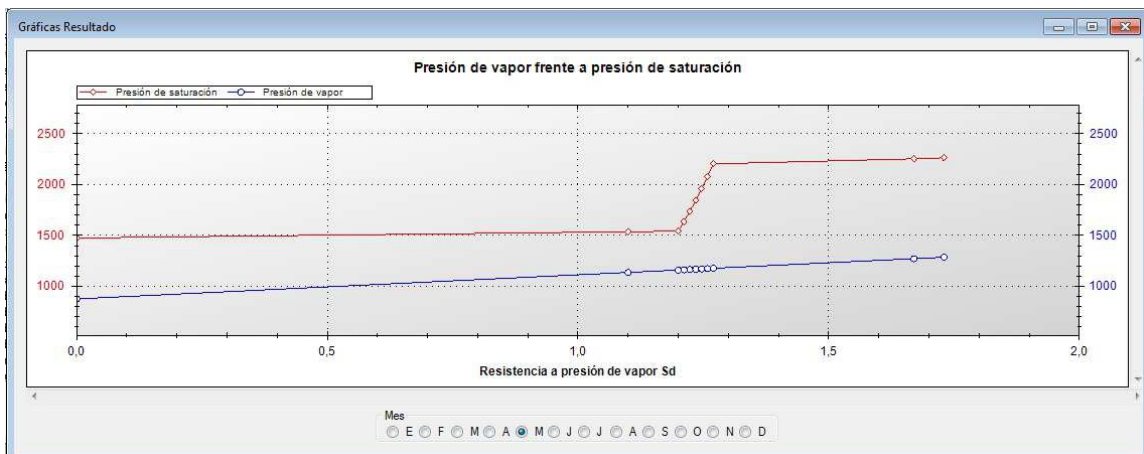 Gráficas Resultado
Presión de vapor frente a presión de saturación
Presión de saturación Presión de vapor
2500 2500
2000 2000
1500 1500
1000 1000
0,0 0,5 1,0 1,5 2,0
Resistencia a presión de vapor Sd
Mes
E F M A M J J A S O N D